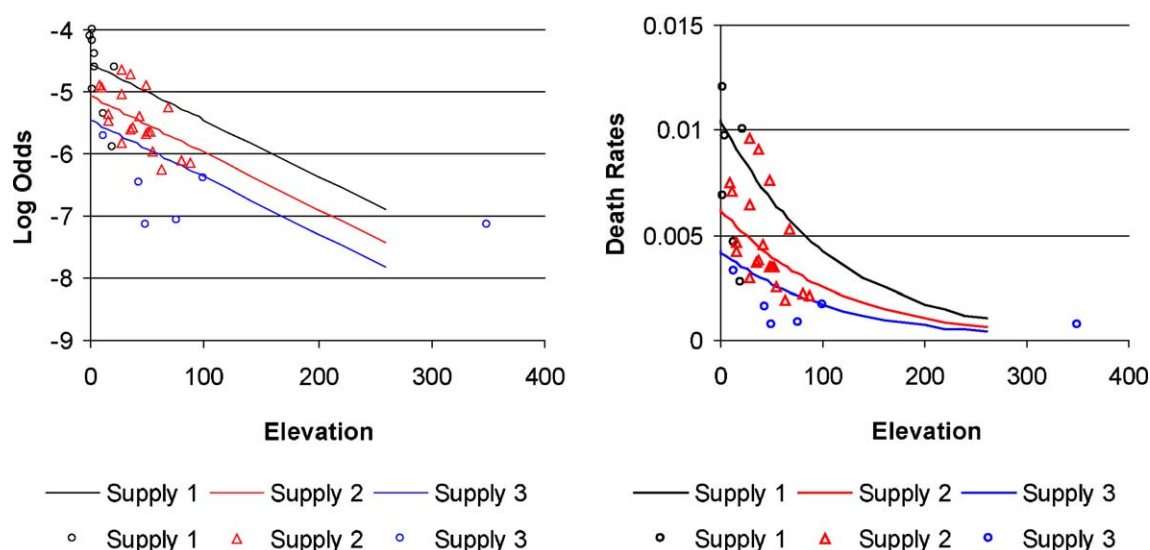 -4
-5
-6
-7
-8
-9
Log Odds
0 100 200 300 400
Elevation
Supply 1 Supply 2 Supply 3
Supply 1 Supply 2 Supply 3
0.015
0.01
0.005
0
Death Rates
0 100 200 300 400
Elevation
Supply 1 Supply 2 Supply 3
Supply 1 Supply 2 Supply 3